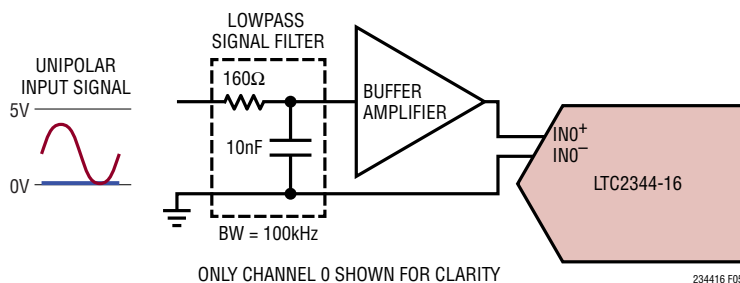 LOWPASS
SIGNAL FILTER
UNIPOLAR
INPUT SIGNAL
5V
0V
160Ω
10nF
BW = 100kHz
BUFFER
AMPLIFIER
IN0+
IN0–
LTC2344-16
ONLY CHANNEL 0 SHOWN FOR CLARITY
234416 F05